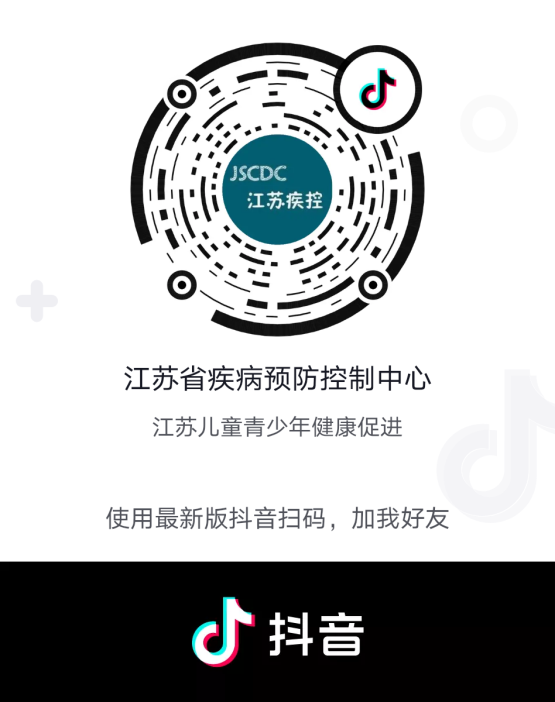 JSCDC
江苏疾控
江苏省疾病预防控制中心
江苏儿童青少年健康促进
使用最新版抖音扫码，加我好友
抖音